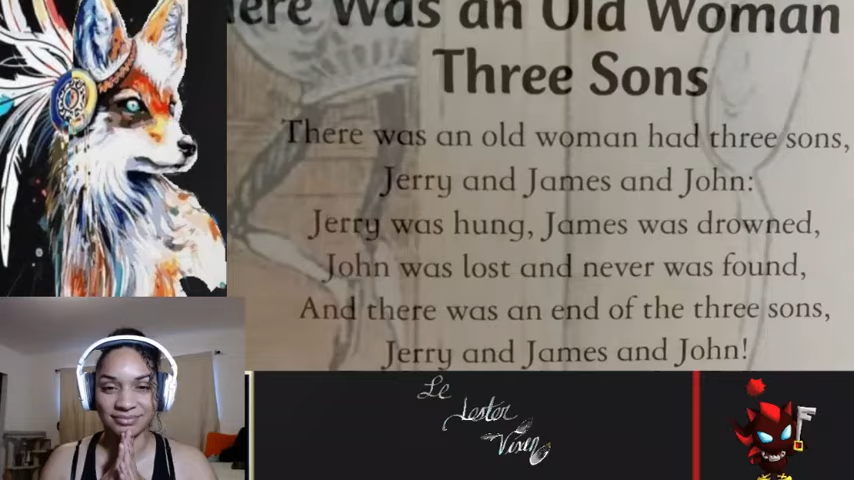 ere Was an Old Woman
Three Sons
There was an old woman had three sons,
Jerry and James and John:
Jerry was hung, James was drowned,
John was lost and never was found,
And there was an end of the three sons,
Jerry and James and John!
Le
Lester
Vixen
F